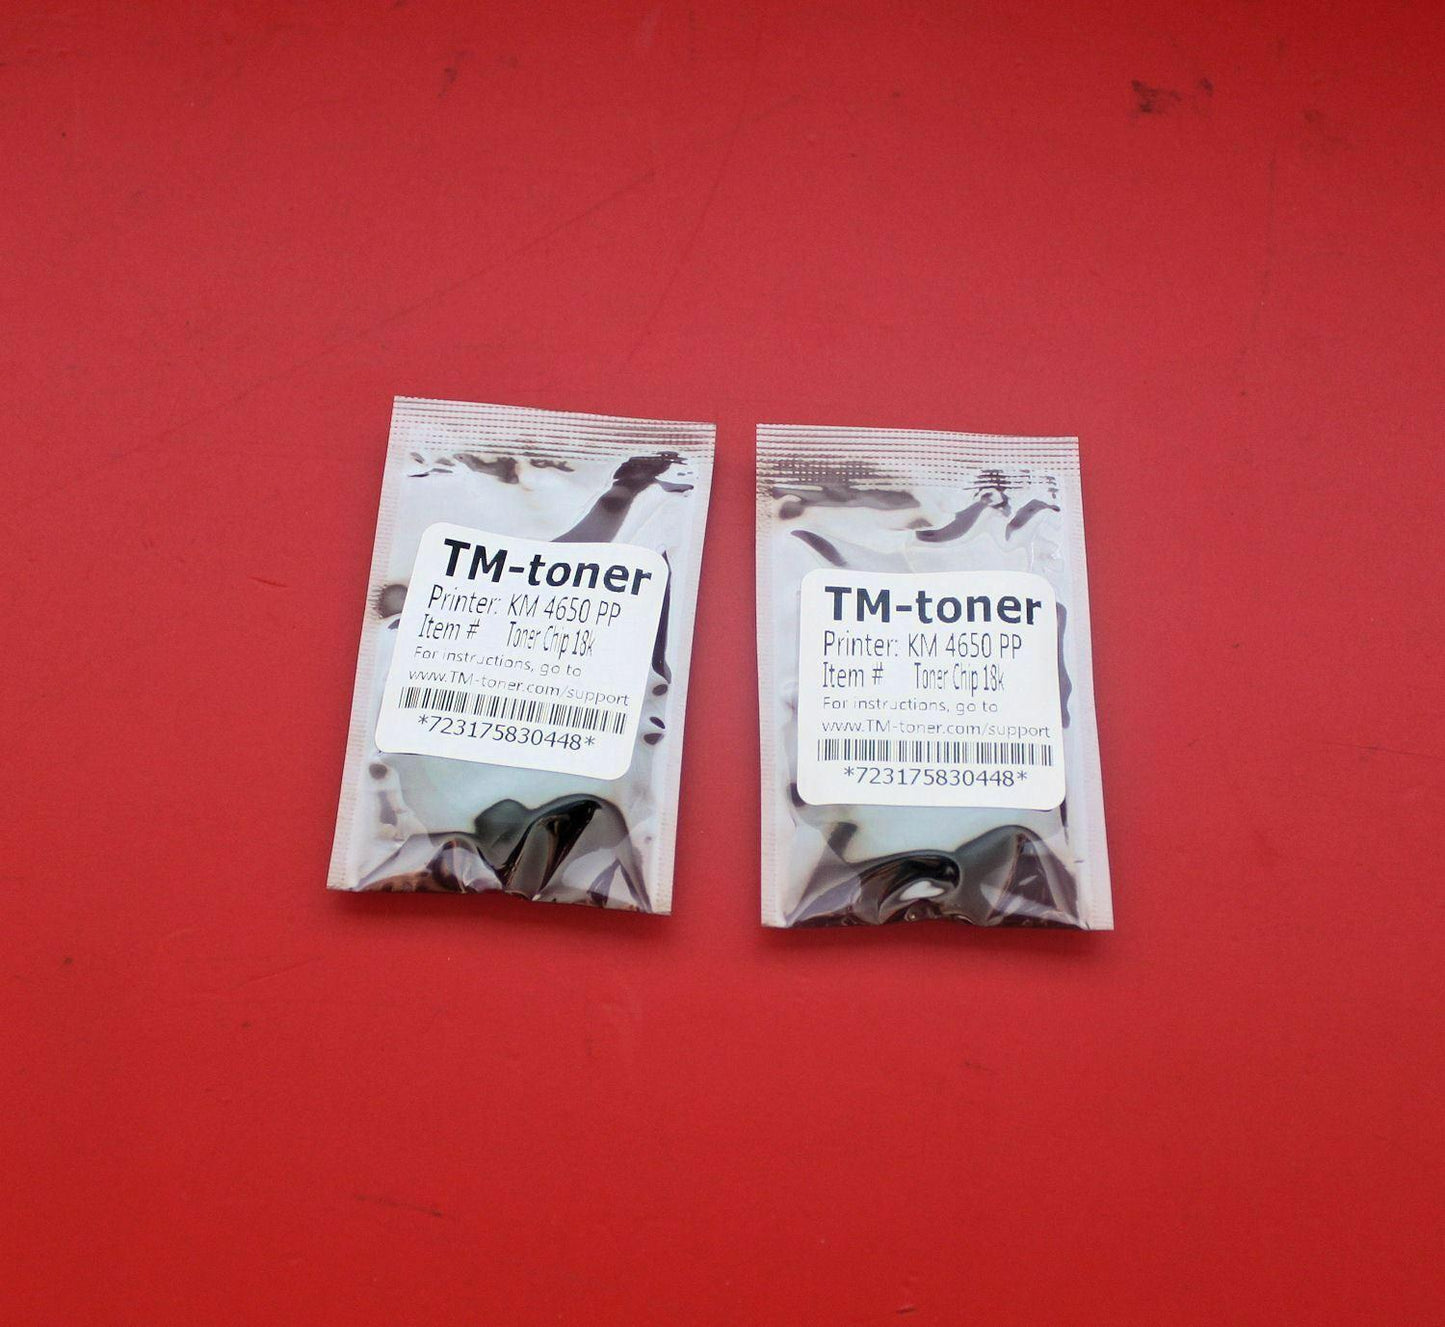 TM-toner
Printer: KM 4650 PP
Item # Toner Chip 18k
For instructions, go to
www.TM-toner.com/support
*723175830448*
TM-toner
Printer: KM 4650 PP
Item # Toner Chip 18k
For instructions, go to
www.TM-toner.com/support
*723175830448*